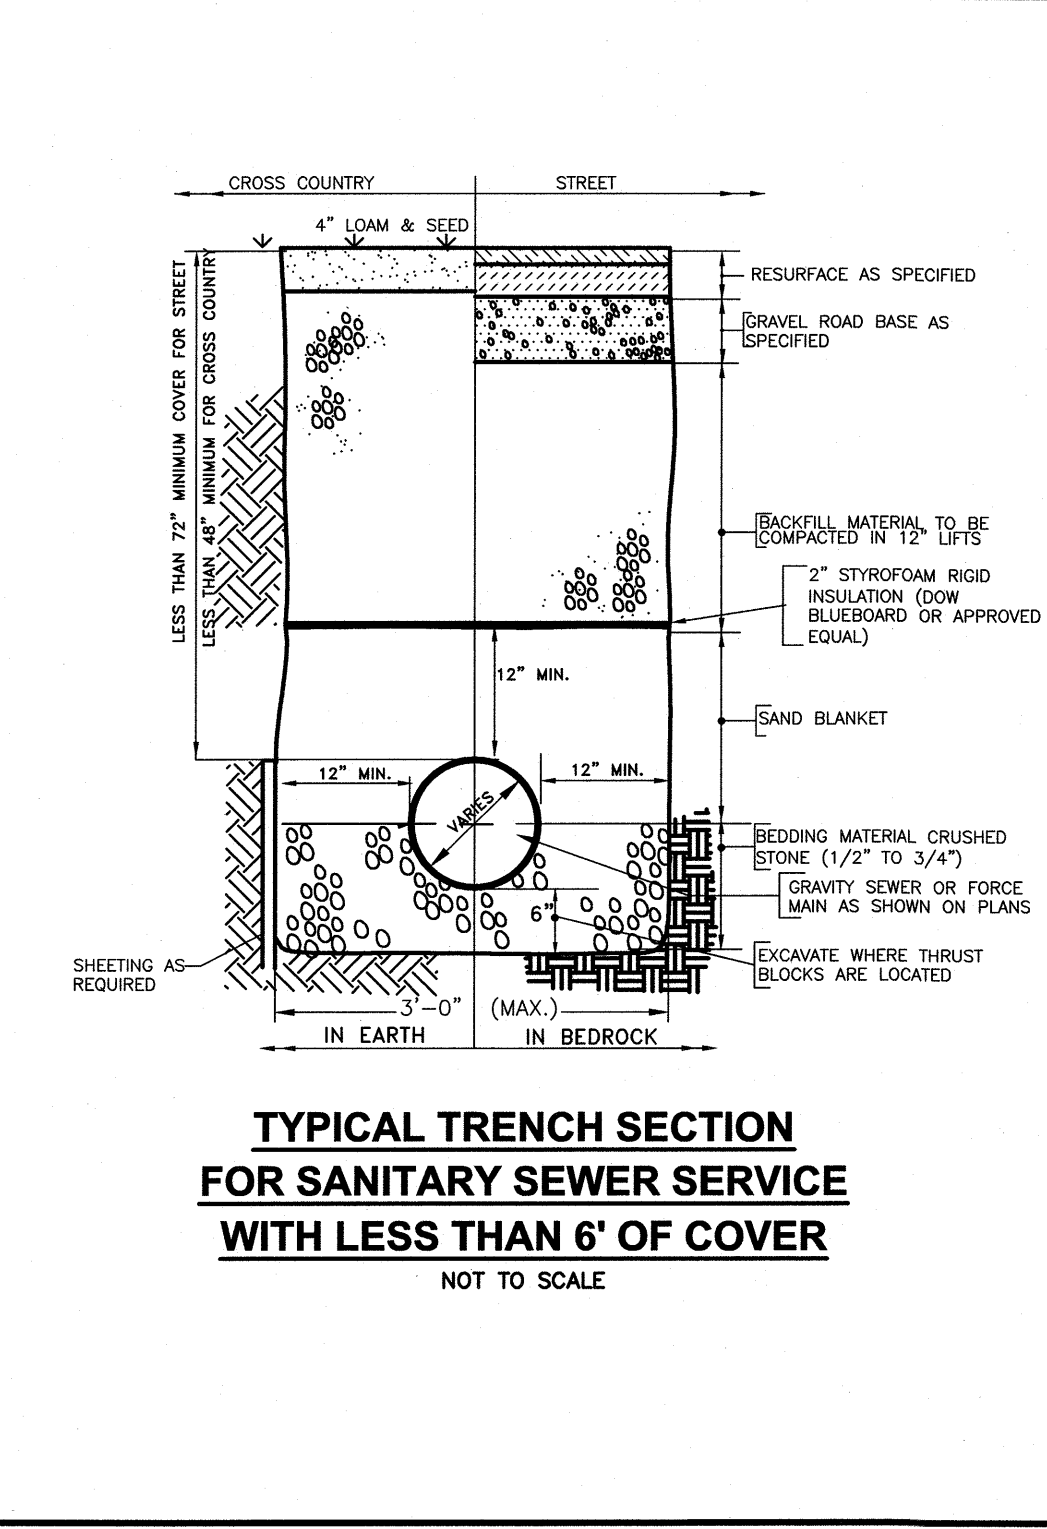 CROSS COUNTRY
STREET
4" LOAM & SEED
RESURFACE AS SPECIFIED
GRAVEL ROAD BASE AS
SPECIFIED
LESS THAN 72" MINIMUM COVER FOR STREET
LESS THAN 48" MINIMUM FOR CROSS COUNTRY
BACKFILL MATERIAL TO BE
COMPACTED IN 12" LIFTS
2" STYROFOAM RIGID
INSULATION (DOW
BLUEBOARD OR APPROVED
EQUAL)
12" MIN.
SAND BLANKET
12" MIN.
12" MIN.
VARIES
BEDDING MATERIAL CRUSHED
STONE (1/2" TO 3/4")
GRAVITY SEWER OR FORCE
MAIN AS SHOWN ON PLANS
6"
EXCAVATE WHERE THRUST
BLOCKS ARE LOCATED
SHEETING AS
REQUIRED
3'-0" (MAX.)
IN EARTH
IN BEDROCK
TYPICAL TRENCH SECTION
FOR SANITARY SEWER SERVICE
WITH LESS THAN 6' OF COVER
NOT TO SCALE